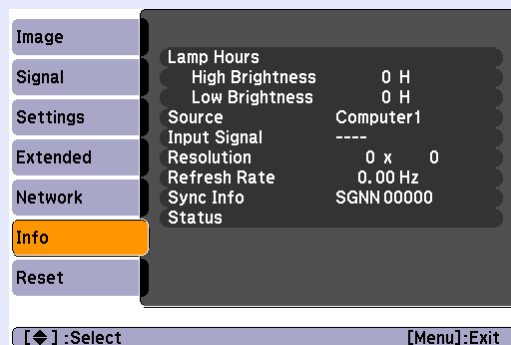 Image
Signal
Settings
Extended
Network
Info
Reset
Lamp Hours
High Brightness 0 H
Low Brightness 0 H
Source Computer1
Input Signal ----
Resolution 0 x 0
Refresh Rate 0.00 Hz
Sync Info SGNN 00000
Status
[◆] :Select [Menu]:Exit